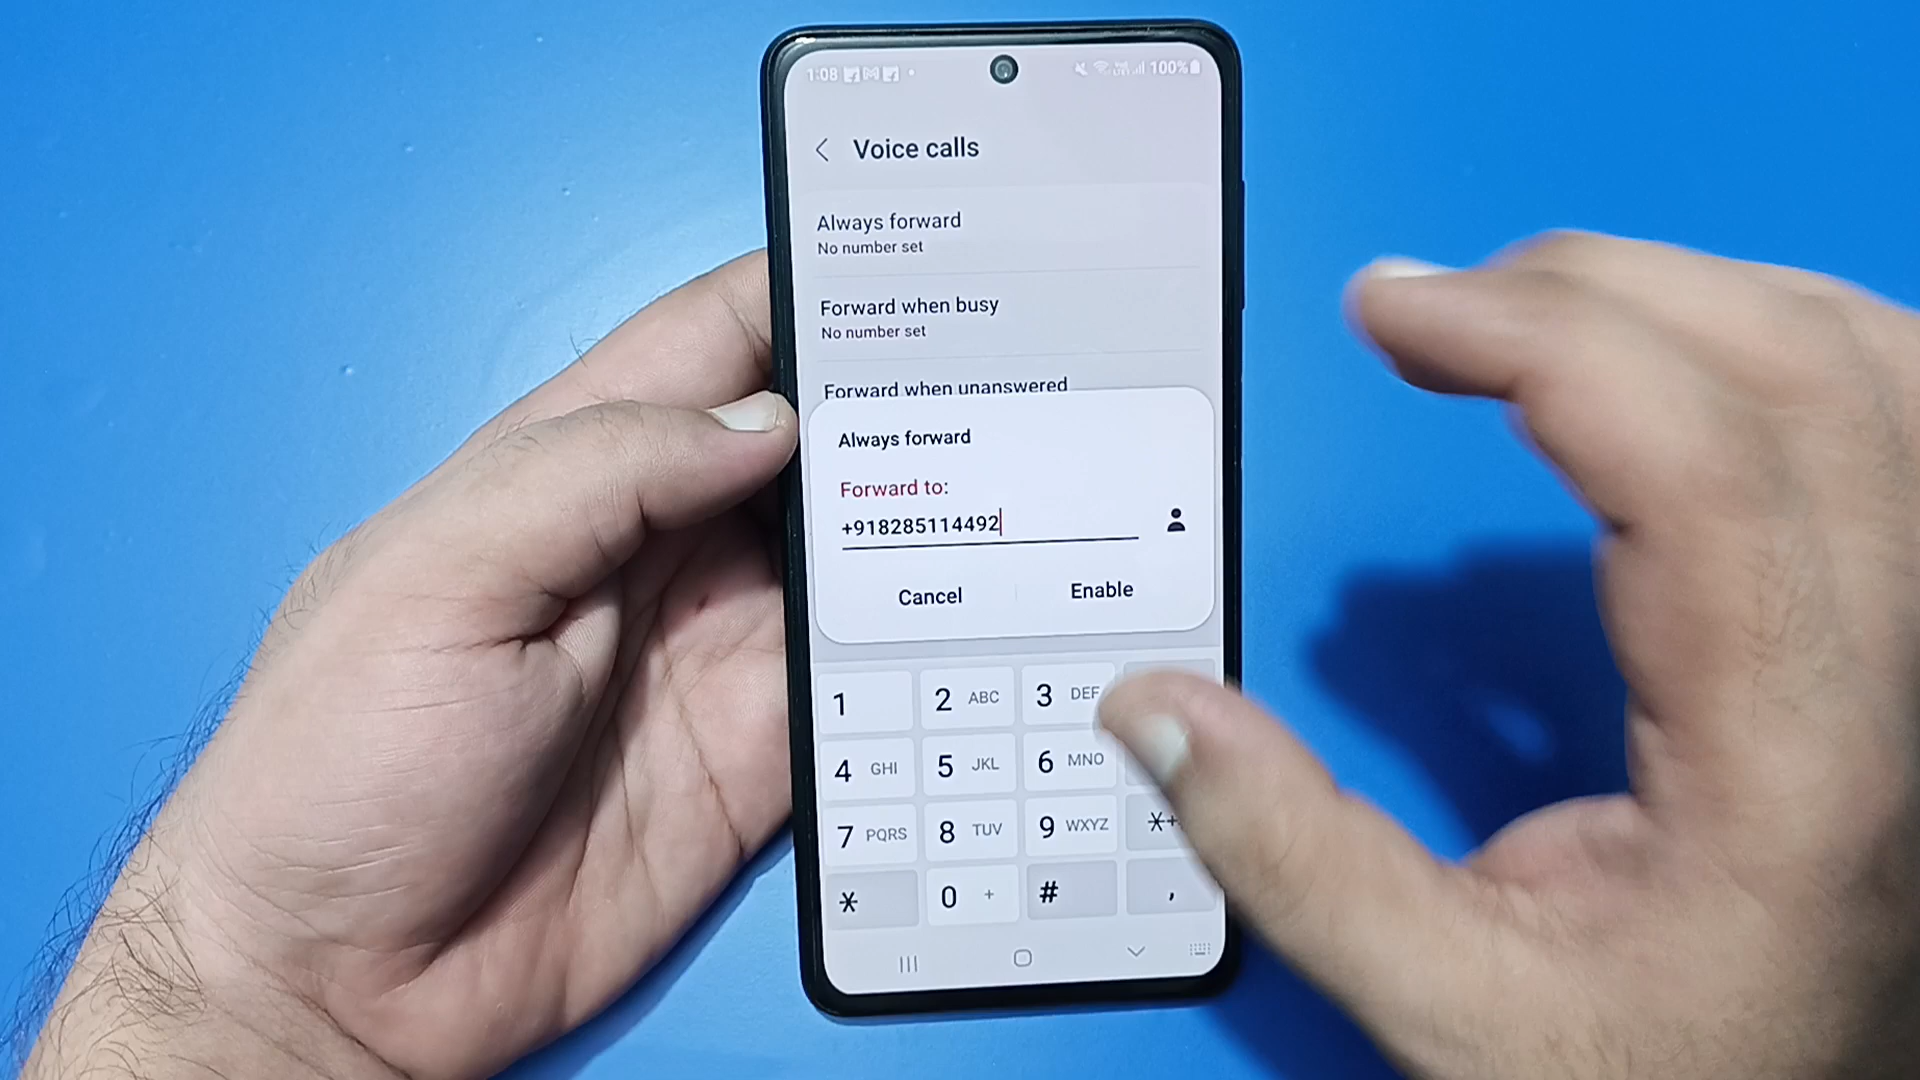 1:08
100%
Voice calls
Always forward
No number set
Forward when busy
No number set
Forward when unanswered
Always forward
Forward to:
+918285114492
Cancel
Enable
1
2 ABC
3 DEF
4 GHI
5 JKL
6 MNO
7 PQRS
8 TUV
9 WXYZ
*
0 +
#
,